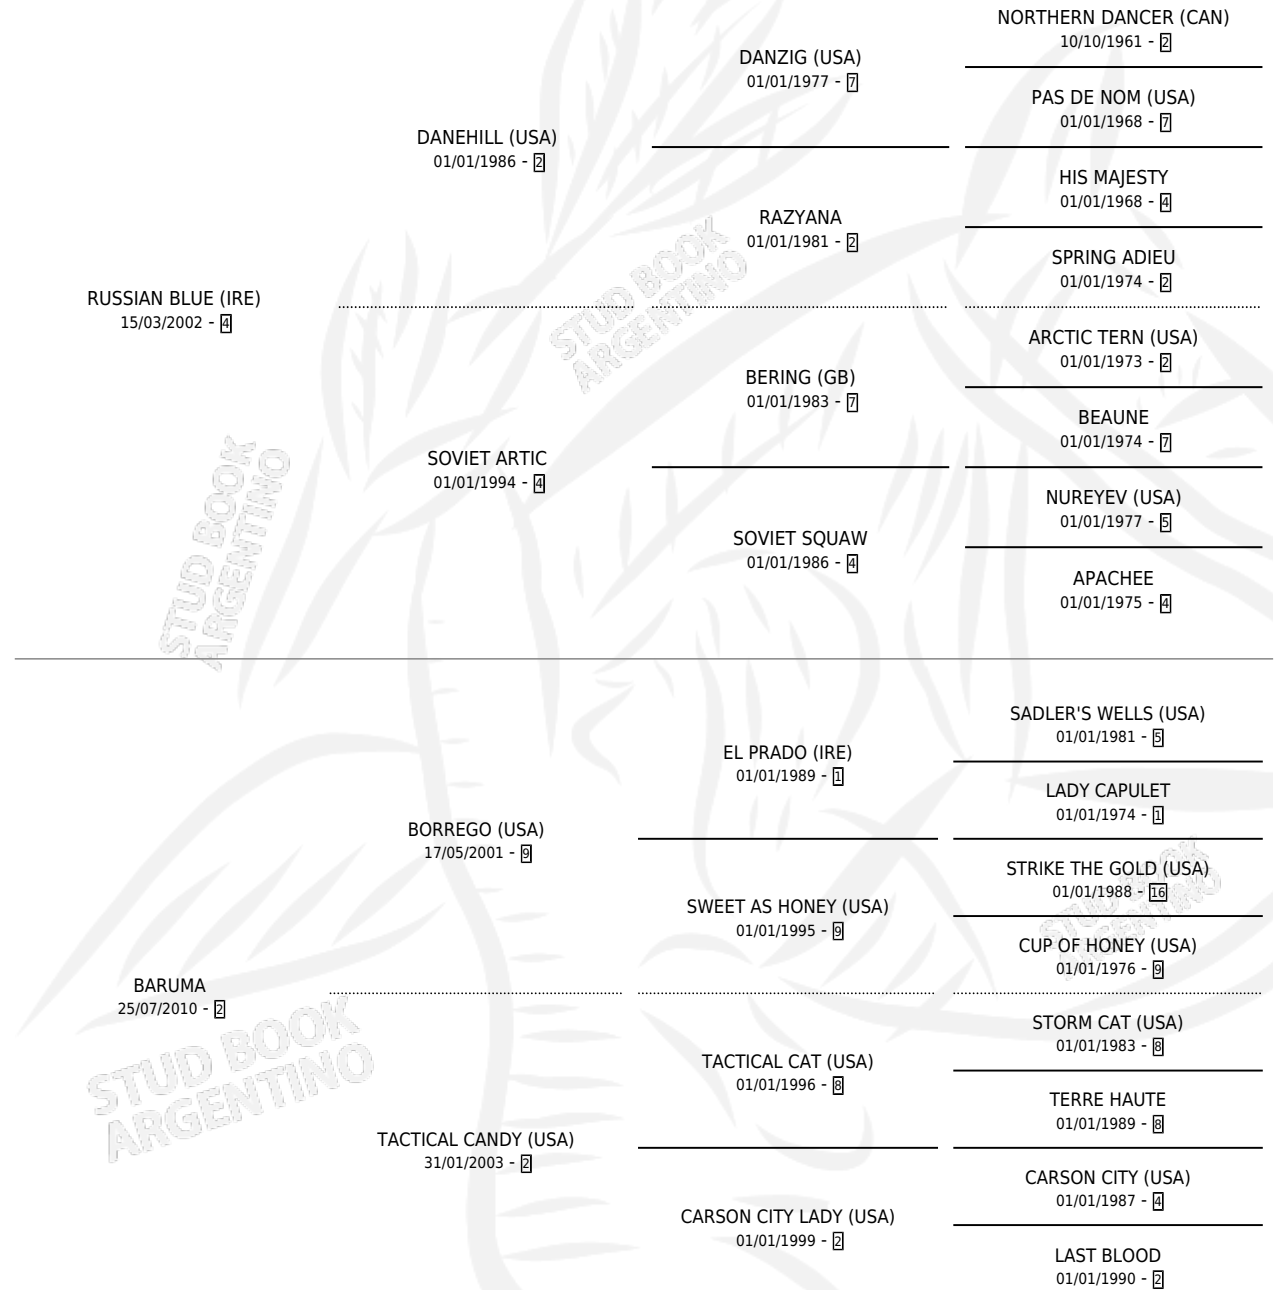 NORTHERN DANCER (CAN)
10/10/1961 - 2
DANZIG (USA)
01/01/1977 - 7
PAS DE NOM (USA)
01/01/1968 - 7
DANEHILL (USA)
01/01/1986 - 2
HIS MAJESTY
01/01/1968 - 4
RAZYANA
01/01/1981 - 2
SPRING ADIEU
01/01/1974 - 2
RUSSIAN BLUE (IRE)
15/03/2002 - 4
ARCTIC TERN (USA)
01/01/1973 - 2
BERING (GB)
01/01/1983 - 7
BEAUNE
01/01/1974 - 7
SOVIET ARTIC
01/01/1994 - 4
NUREYEV (USA)
01/01/1977 - 5
SOVIET SQUAW
01/01/1986 - 4
APACHEE
01/01/1975 - 4
STUD BOOK
ARGENTINO
STUD BOOK
ARGENTINO
SADLER'S WELLS (USA)
01/01/1981 - 5
EL PRADO (IRE)
01/01/1989 - 1
LADY CAPULET
01/01/1974 - 1
BORREGO (USA)
17/05/2001 - 9
STRIKE THE GOLD (USA)
01/01/1988 - 16
SWEET AS HONEY (USA)
01/01/1995 - 9
CUP OF HONEY (USA)
01/01/1976 - 9
BARUMA
25/07/2010 - 2
STORM CAT (USA)
01/01/1983 - 8
TACTICAL CAT (USA)
01/01/1996 - 8
TERRE HAUTE
01/01/1989 - 8
TACTICAL CANDY (USA)
31/01/2003 - 2
CARSON CITY (USA)
01/01/1987 - 4
CARSON CITY LADY (USA)
01/01/1999 - 2
LAST BLOOD
01/01/1990 - 2
STUD BOOK
ARGENTINO
STUD BOOK
ARGENTINO